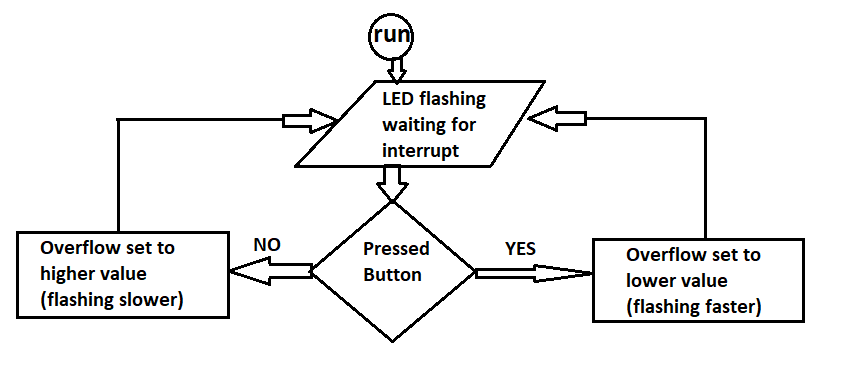 run
LED flashing
waiting for
interrupt
NO
Pressed
Button
YES
Overflow set to
higher value
(flashing slower)
Overflow set to
lower value
(flashing faster)